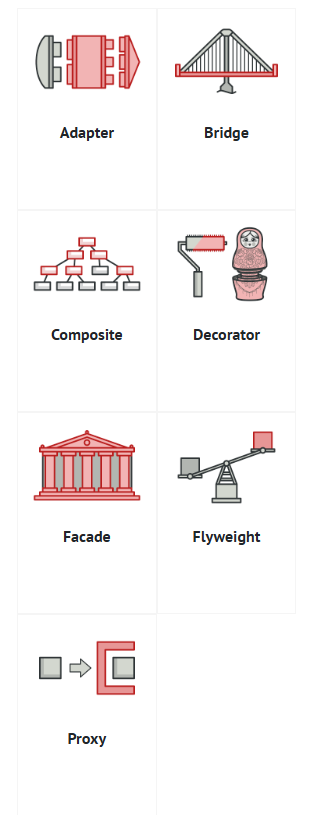 Adapter
Bridge
Composite
Decorator
Facade
Flyweight
Proxy